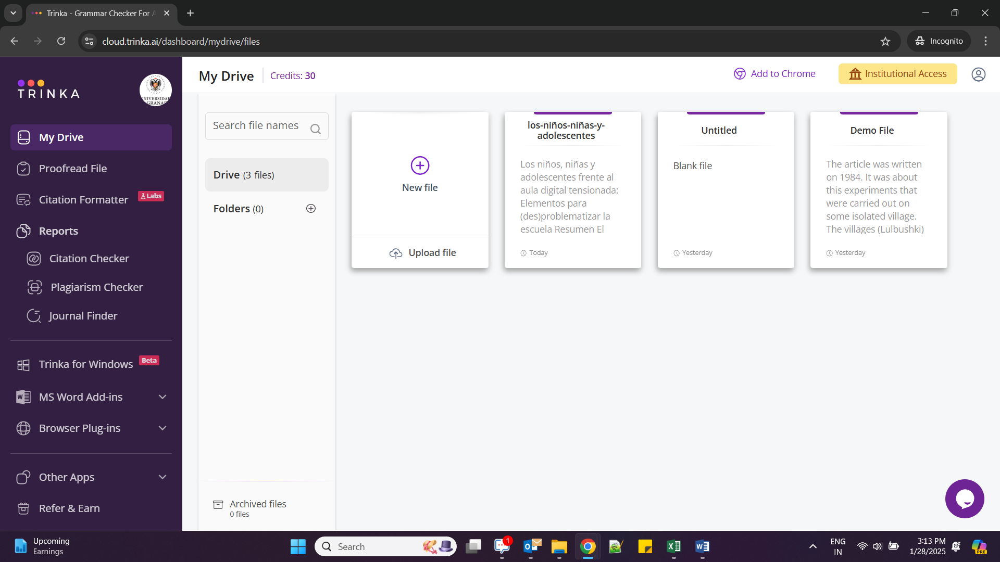 Trinka - Grammar Checker For A
cloud.trinka.ai/dashboard/mydrive/files
Incognito
TRINKA
My Drive
Credits: 30
Add to Chrome
Institutional Access
My Drive
Proofread File
Citation Formatter
Labs
Reports
Citation Checker
Plagiarism Checker
Journal Finder
Trinka for Windows
Beta
MS Word Add-ins
Browser Plug-ins
Other Apps
Refer & Earn
Search file names
Drive (3 files)
Folders (0)
Archived files
0 files
New file
Upload file
los-niños-niñas-y-
adolescentes
Los niños, niñas y
adolescentes frente al
aula digital tensionada:
Elementos para
(des)problematizar la
escuela Resumen El
Today
Untitled
Blank file
Yesterday
Demo File
The article was written
on 1984. It was about
this experiments that
were carried out on
some isolated village.
The villages (Lulbushki)
Yesterday
Upcoming
Earnings
Search
1
ENG
IN
3:13 PM
1/28/2025
PRE